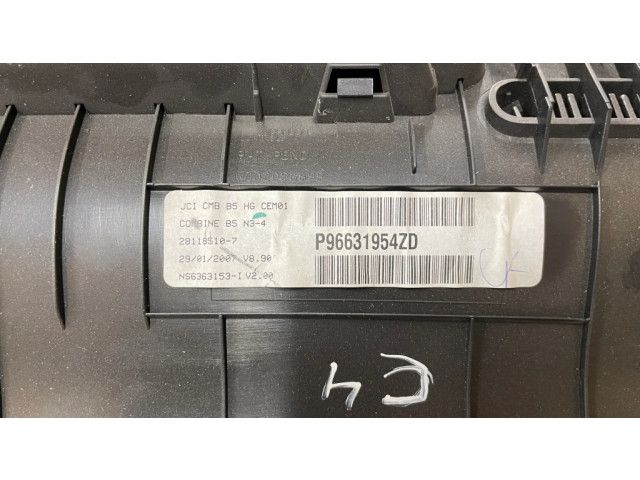 JCI CMB B5 HG CEM01
COMBINE B5 N3-4
28118510-7
29/01/2007 V8.90
NS6363153-I V2.00
P96631954ZD
C4